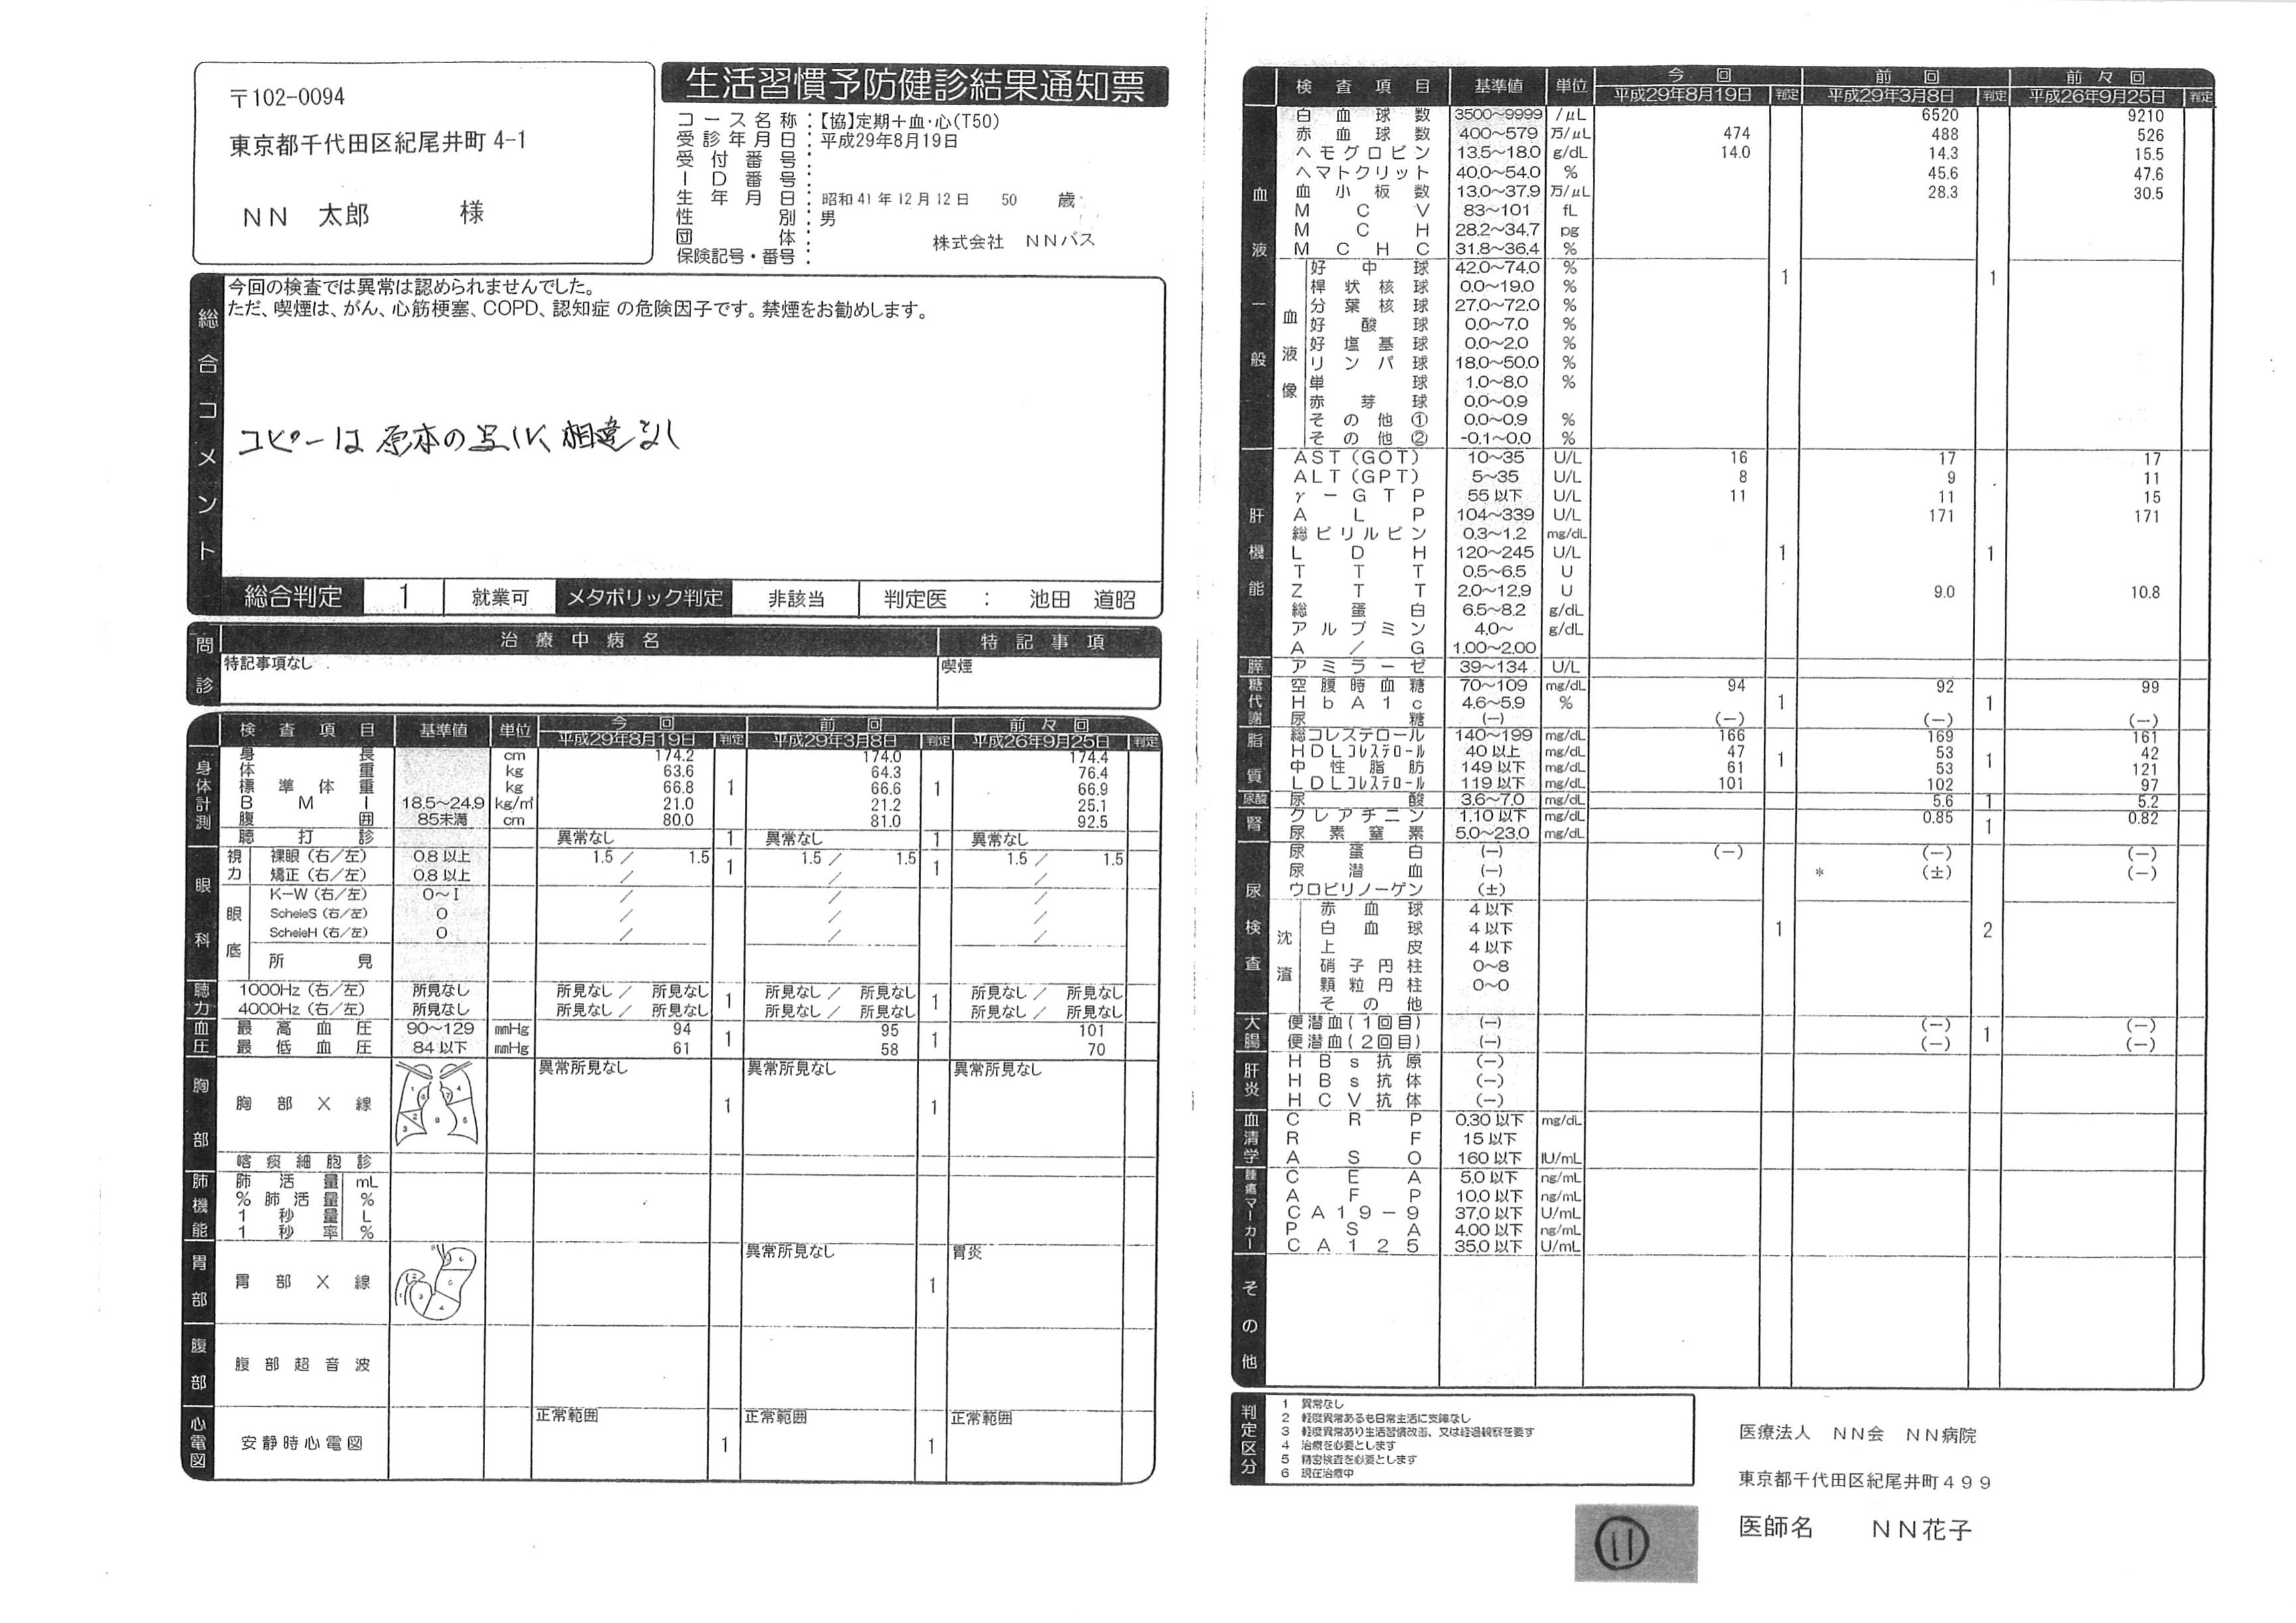 〒102-0094
東京都千代田区紀尾井町 4-1
ＮＮ 太郎 様
生活習慣予防健診結果通知票
コース名称：【協】定期＋血・心(T50)
受診年月日：平成29年8月19日
受付番号：
ＩＤ番号：
生年月日：昭和41年12月12日 50 歳
性別：男
団体： 株式会社 ＮＮバス
保険記号・番号：
総合コメント
今回の検査では異常は認められませんでした。
ただ、喫煙は、がん、心筋梗塞、COPD、認知症 の危険因子です。禁煙をお勧めします。
コピーは原本の写しで、相違なし
総合判定 1 就業可 メタボリック判定 非該当 判定医 ： 池田 道昭
問診 治療中病名 特記事項
特記事項なし 喫煙
検査項目 基準値 単位 今回 前回 前々回
平成29年8月19日 判定 平成29年3月8日 判定 平成26年9月25日 判定
身体計測
身長 cm 174.2 174.0 174.4
体重 kg 63.6 64.3 76.4
標準体重 kg 66.8 1 66.6 1 66.9
ＢＭＩ 18.5～24.9 kg/㎡ 21.0 21.2 25.1
腹囲 85未満 cm 80.0 81.0 92.5
聴打診 異常なし 1 異常なし 1 異常なし
眼科
視力 裸眼（右／左） 0.8 以上 1.5 ／ 1.5 1 1.5 ／ 1.5 1 1.5 ／ 1.5
矯正（右／左） 0.8 以上 ／ ／ ／
眼底 K－W（右／左） 0～Ⅰ ／ ／ ／
ScheieS（右／左） 0 ／ ／ ／
ScheieH（右／左） 0 ／ ／ ／
所見
聴力 1000Hz（右／左） 所見なし 所見なし ／ 所見なし 1 所見なし ／ 所見なし 1 所見なし ／ 所見なし
4000Hz（右／左） 所見なし 所見なし ／ 所見なし 所見なし ／ 所見なし 所見なし ／ 所見なし
血圧 最高血圧 90～129 mmHg 94 1 95 1 101
最低血圧 84 以下 mmHg 61 58 70
胸部 胸部Ｘ線 異常所見なし 1 異常所見なし 1 異常所見なし
喀痰細胞診
肺機能 肺活量 mL
％肺活量 ％
1秒量 L
1秒率 ％
胃部 胃部Ｘ線 異常所見なし 1 胃炎
腹部 腹部超音波
心電図 安静時心電図 正常範囲 1 正常範囲 1 正常範囲
検査項目 基準値 単位 今回 前回 前々回
平成29年8月19日 判定 平成29年3月8日 判定 平成26年9月25日 判定
血液一般
白血球数 3500～9999 /μL 6520 9210
赤血球数 400～579 万/μL 474 488 526
ヘモグロビン 13.5～18.0 g/dL 14.0 14.3 15.5
ヘマトクリット 40.0～54.0 ％ 45.6 47.6
血小板数 13.0～37.9 万/μL 28.3 30.5
ＭＣＶ 83～101 fL
ＭＣＨ 28.2～34.7 pg
ＭＣＨＣ 31.8～36.4 ％
血液像 好中球 42.0～74.0 ％ 1 1
桿状核球 0.0～19.0 ％
分葉核球 27.0～72.0 ％
好酸球 0.0～7.0 ％
好塩基球 0.0～2.0 ％
リンパ球 18.0～50.0 ％
単球 1.0～8.0 ％
赤芽球 0.0～0.9
その他① 0.0～0.9 ％
その他② -0.1～0.0 ％
肝機能
ＡＳＴ(GOT) 10～35 U/L 16 17 17
ＡＬＴ(GPT) 5～35 U/L 8 9 11
γ－ＧＴＰ 55 以下 U/L 11 11 15
ＡＬＰ 104～339 U/L 171 171
総ビリルビン 0.3～1.2 mg/dL
ＬＤＨ 120～245 U/L 1 1
ＴＴＴ 0.5～6.5 U
ＺＴＴ 2.0～12.9 U 9.0 10.8
総蛋白 6.5～8.2 g/dL
アルブミン 4.0～ g/dL
Ａ／Ｇ 1.00～2.00
膵 アミラーゼ 39～134 U/L
糖代謝 空腹時血糖 70～109 mg/dL 94 92 99
ＨｂＡ１ｃ 4.6～5.9 ％ 1 1
尿糖 (－) (－) (－) (－)
脂質 総コレステロール 140～199 mg/dL 166 169 161
ＨＤＬコレステロール 40 以上 mg/dL 47 53 42
中性脂肪 149 以下 mg/dL 61 1 53 1 121
ＬＤＬコレステロール 119 以下 mg/dL 101 102 97
尿酸 尿酸 3.6～7.0 mg/dL 5.6 1 5.2
腎 クレアチニン 1.10 以下 mg/dL 0.85 0.82
尿素窒素 5.0～23.0 mg/dL 1
尿検査
尿蛋白 (－) (－) (－) (－)
尿潜血 (－) * (±) (－)
ウロビリノーゲン (±)
沈渣 赤血球 4 以下
白血球 4 以下 1 2
上皮 4 以下
硝子円柱 0～8
顆粒円柱 0～0
その他
大腸 便潜血(1回目) (－) (－) 1 (－)
便潜血(2回目) (－) (－) (－)
肝炎 ＨＢｓ抗原 (－)
ＨＢｓ抗体 (－)
ＨＣＶ抗体 (－)
血清学 ＣＲＰ 0.30 以下 mg/dL
ＲＦ 15 以下
ＡＳＯ 160 以下 IU/mL
腫瘍マーカー ＣＥＡ 5.0 以下 ng/mL
ＡＦＰ 10.0 以下 ng/mL
ＣＡ１９－９ 37.0 以下 U/mL
ＰＳＡ 4.00 以下 ng/mL
ＣＡ１２５ 35.0 以下 U/mL
その他
判定区分
1 異常なし
2 軽度異常あるも日常生活に支障なし
3 軽度異常あり生活習慣改善、又は経過観察を要す
4 治療を必要とします
5 精密検査を必要とします
6 現在治療中
医療法人 ＮＮ会 ＮＮ病院
東京都千代田区紀尾井町４９９
医師名 ＮＮ花子
⑪